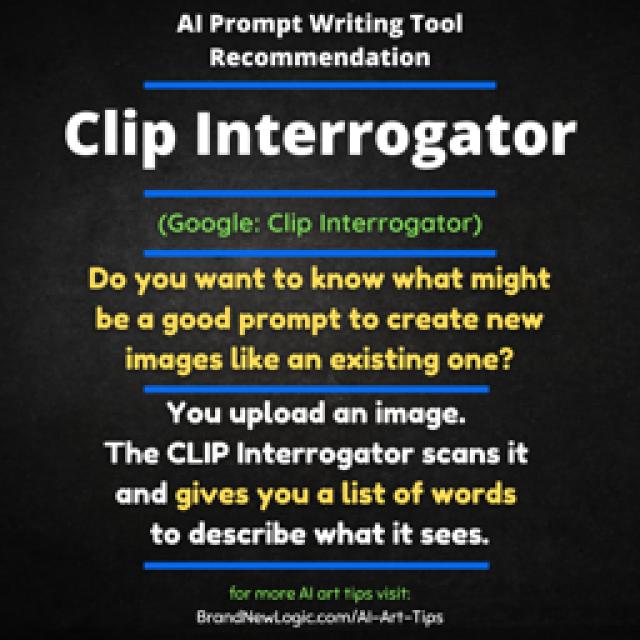 AI Prompt Writing Tool
Recommendation
Clip Interrogator
(Google: Clip Interrogator)
Do you want to know what might
be a good prompt to create new
images like an existing one?
You upload an image.
The CLIP Interrogator scans it
and gives you a list of words
to describe what it sees.
for more AI art tips visit:
BrandNewLogic.com/AI-Art-Tips